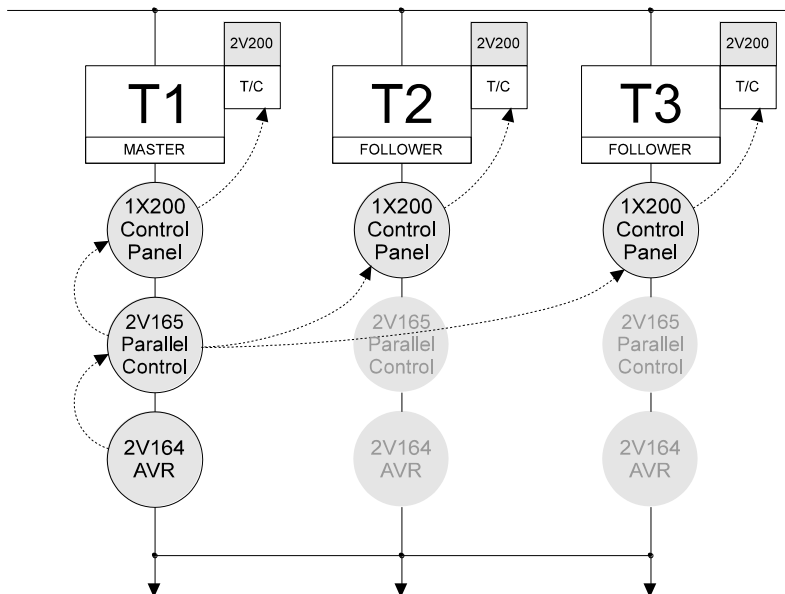 2V200
T/C
T1
MASTER
2V200
T/C
T2
FOLLOWER
2V200
T/C
T3
FOLLOWER
1X200
Control
Panel
1X200
Control
Panel
1X200
Control
Panel
2V165
Parallel
Control
2V165
Parallel
Control
2V165
Parallel
Control
2V164
AVR
2V164
AVR
2V164
AVR